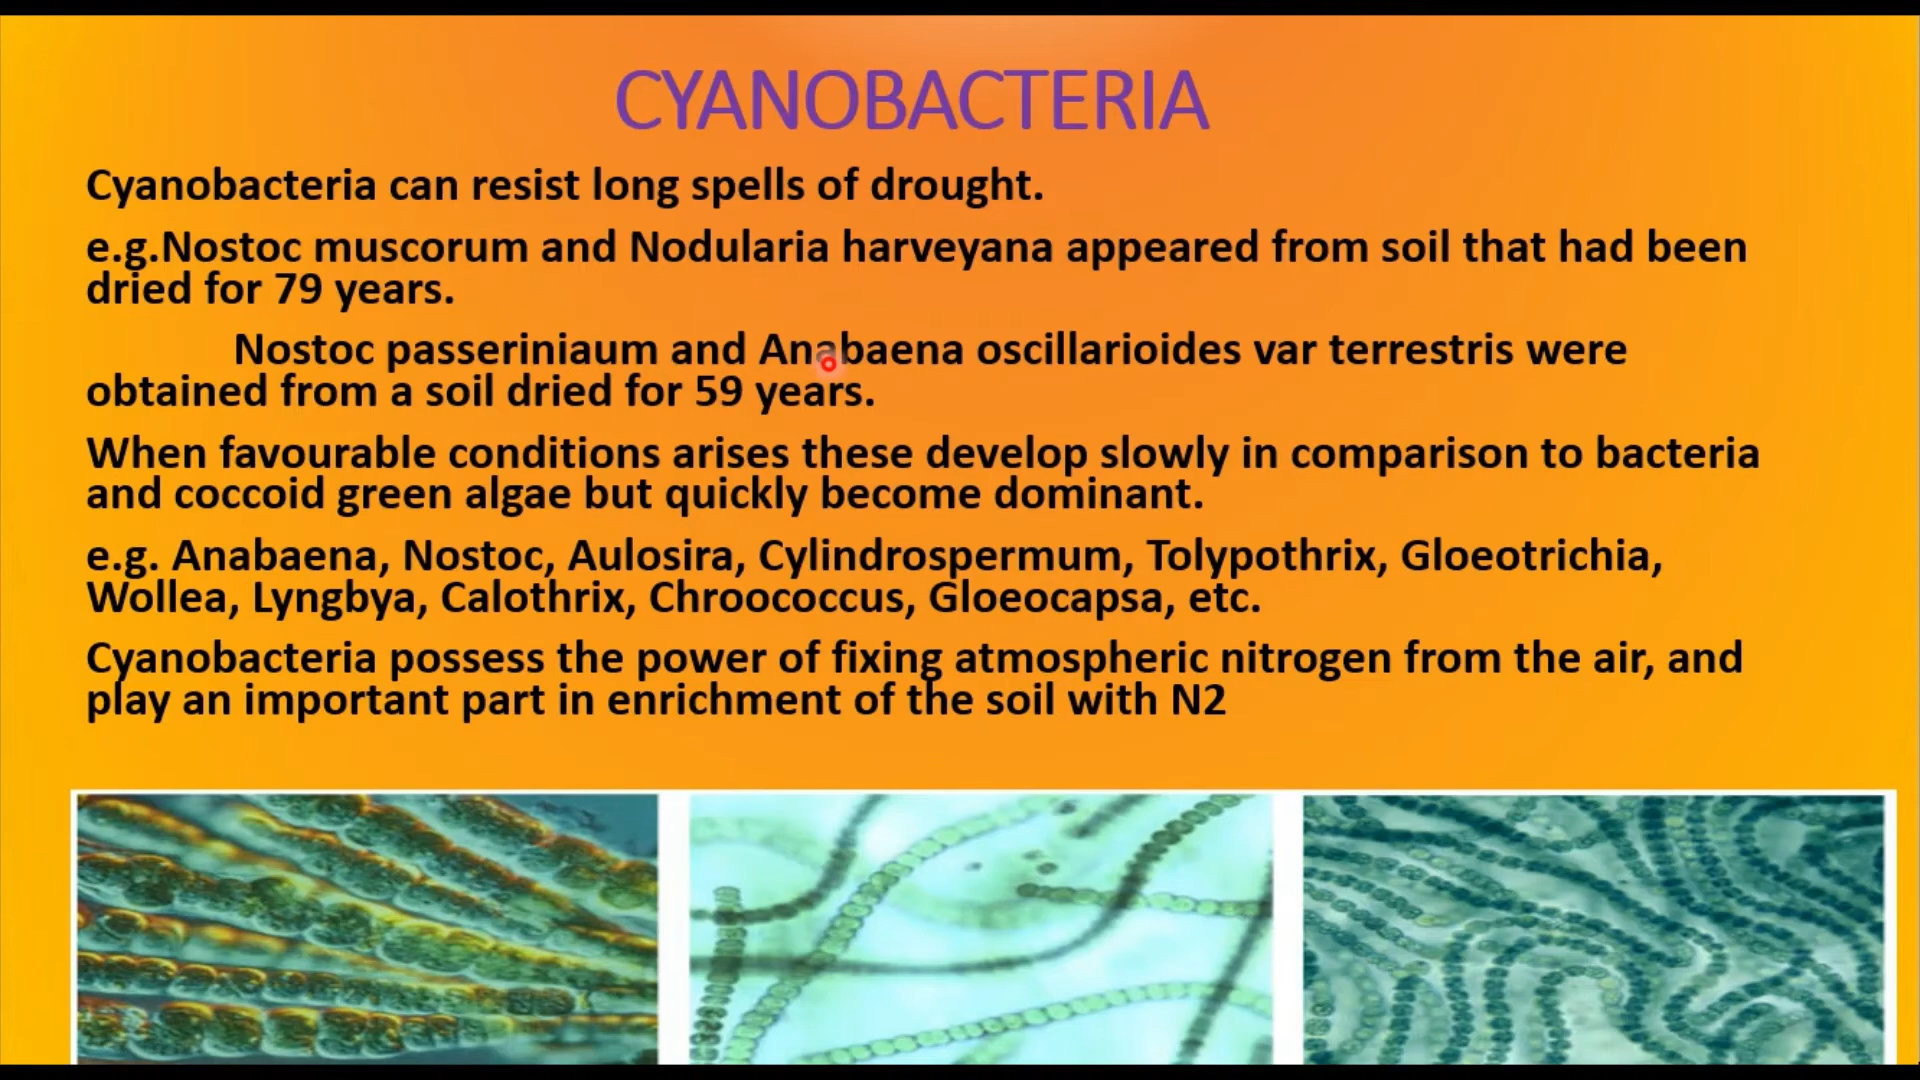 CYANOBACTERIA
Cyanobacteria can resist long spells of drought.
e.g.Nostoc muscorum and Nodularia harveyana appeared from soil that had been
dried for 79 years.
Nostoc passeriniaum and Anabaena oscillarioides var terrestris were
obtained from a soil dried for 59 years.
When favourable conditions arises these develop slowly in comparison to bacteria
and coccoid green algae but quickly become dominant.
e.g. Anabaena, Nostoc, Aulosira, Cylindrospermum, Tolypothrix, Gloeotrichia,
Wollea, Lyngbya, Calothrix, Chroococcus, Gloeocapsa, etc.
Cyanobacteria possess the power of fixing atmospheric nitrogen from the air, and
play an important part in enrichment of the soil with N2